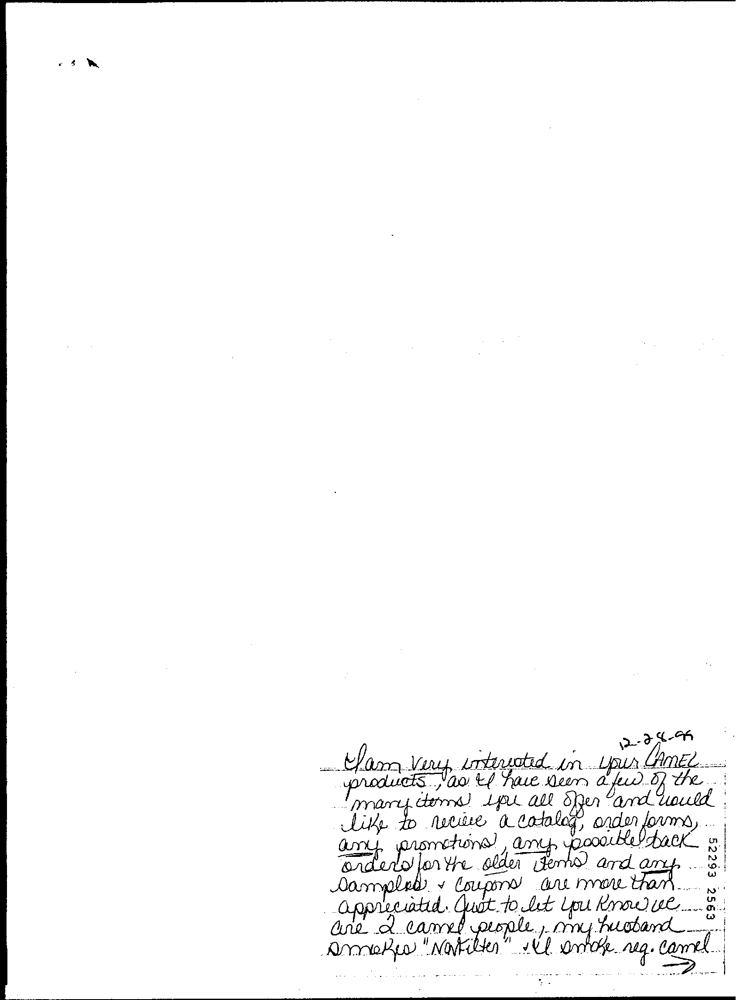 12-28-99
I am very interested in your CAMEL
products, as I have seen a few of the
many items you all offer and would
like to recieve a catalog, order forms,
any promotions, any possible back
orders for the older items and any
samples + coupons are more than
appreciated. Just to let you know we
are 2 camel people, my husband
smokes "NonFilter" + I smoke reg. camel
→
52293 2563